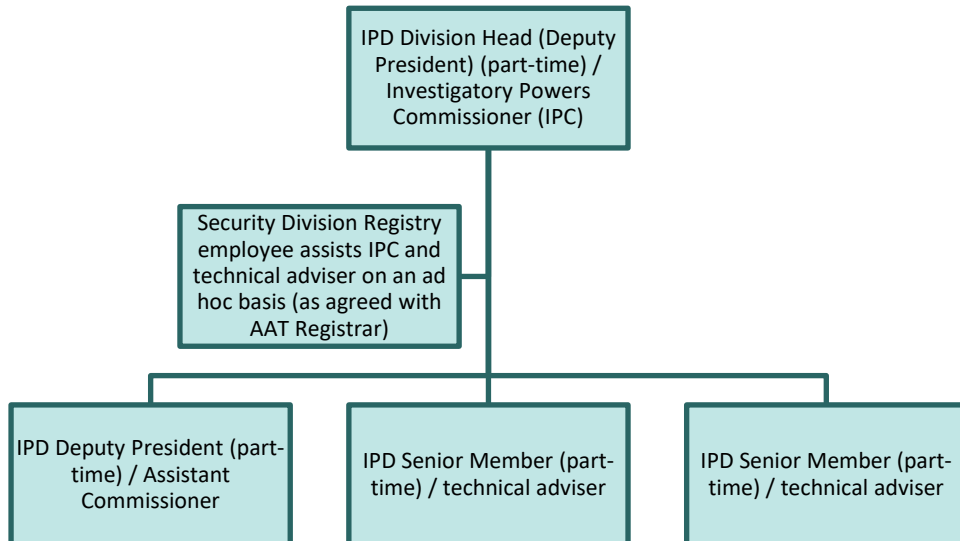 IPD Division Head (Deputy
President) (part-time) /
Investigatory Powers
Commissioner (IPC)
Security Division Registry
employee assists IPC and
technical adviser on an ad
hoc basis (as agreed with
AAT Registrar)
IPD Deputy President (part-
time) / Assistant
Commissioner
IPD Senior Member (part-
time) / technical adviser
IPD Senior Member (part-
time) / technical adviser